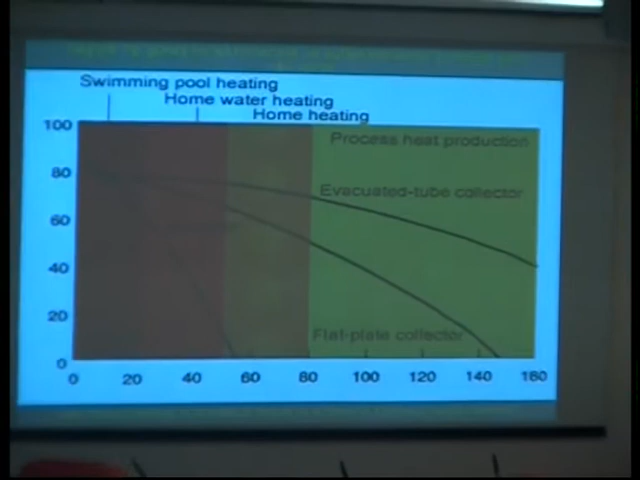 Swimming pool heating
Home water heating
Home heating
Process heat production
Evacuated-tube collector
Flat-plate collector
100
80
60
40
20
0
0 20 40 60 80 100 120 140 160